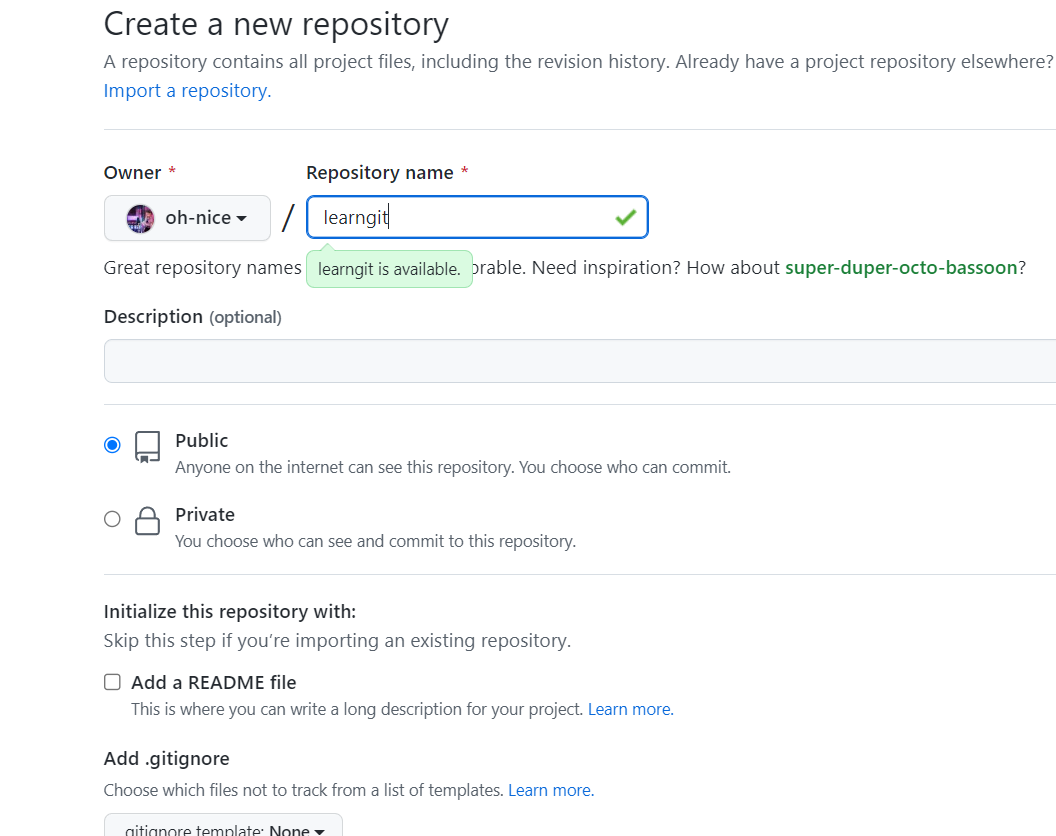 Create a new repository
A repository contains all project files, including the revision history. Already have a project repository elsewhere?
Import a repository.
Owner *
Repository name *
oh-nice
/
learngit
Great repository names
learngit is available.
orable. Need inspiration? How about super-duper-octo-bassoon?
Description (optional)
Public
Anyone on the internet can see this repository. You choose who can commit.
Private
You choose who can see and commit to this repository.
Initialize this repository with:
Skip this step if you’re importing an existing repository.
Add a README file
This is where you can write a long description for your project. Learn more.
Add .gitignore
Choose which files not to track from a list of templates. Learn more.
.gitignore template: None